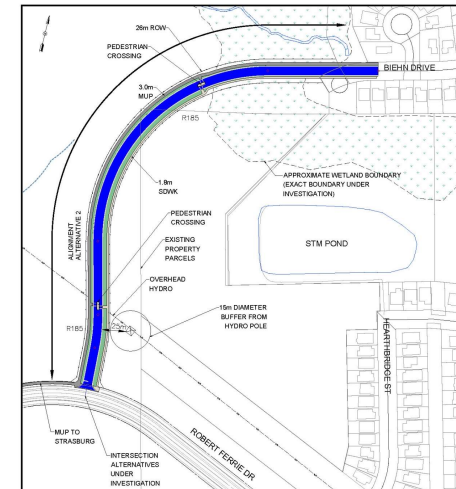 26m ROW
PEDESTRIAN
CROSSING
BIEHN DRIVE
3.0m
MUP
R185
APPROXIMATE WETLAND BOUNDARY
(EXACT BOUNDARY UNDER
INVESTIGATION)
1.8m
SDWK
PEDESTRIAN
CROSSING
STM POND
ALIGNMENT
ALTERNATIVE 2
EXISTING
PROPERTY
PARCELS
OVERHEAD
HYDRO
15m DIAMETER
BUFFER FROM
HYDRO POLE
R185
HEARTHBRIDGE ST
ROBERT FERRIE DR
MUP TO
STRASBURG
INTERSECTION
ALTERNATIVES
UNDER
INVESTIGATION